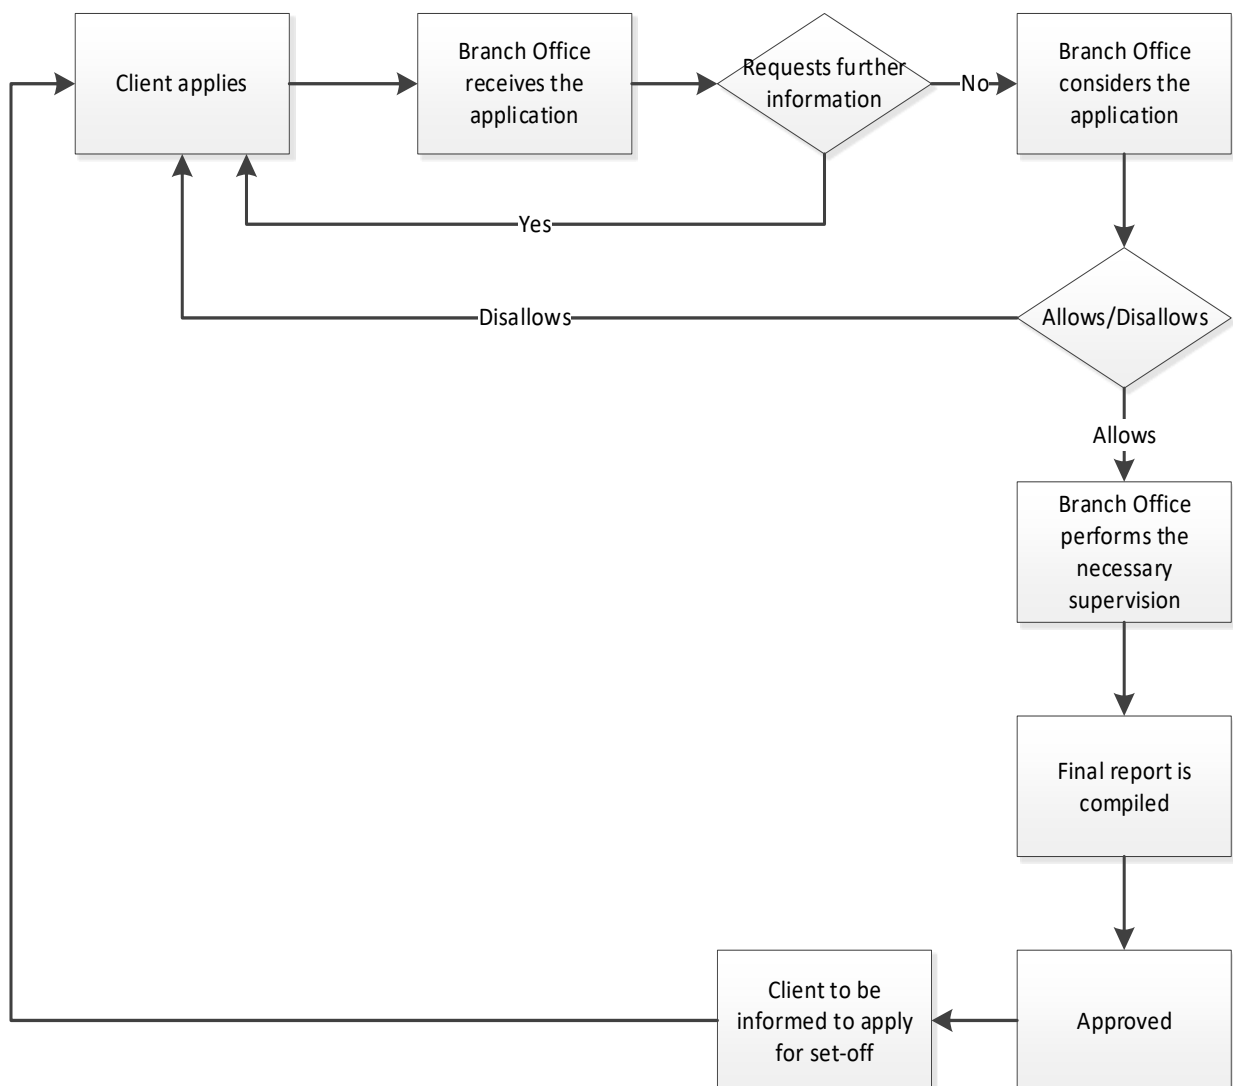 Client applies
Branch Office
receives the
application
Requests further
information
No
Branch Office
considers the
application
Yes
Disallows
Allows/Disallows
Allows
Branch Office
performs the
necessary
supervision
Final report is
compiled
Client to be
informed to apply
for set-off
Approved